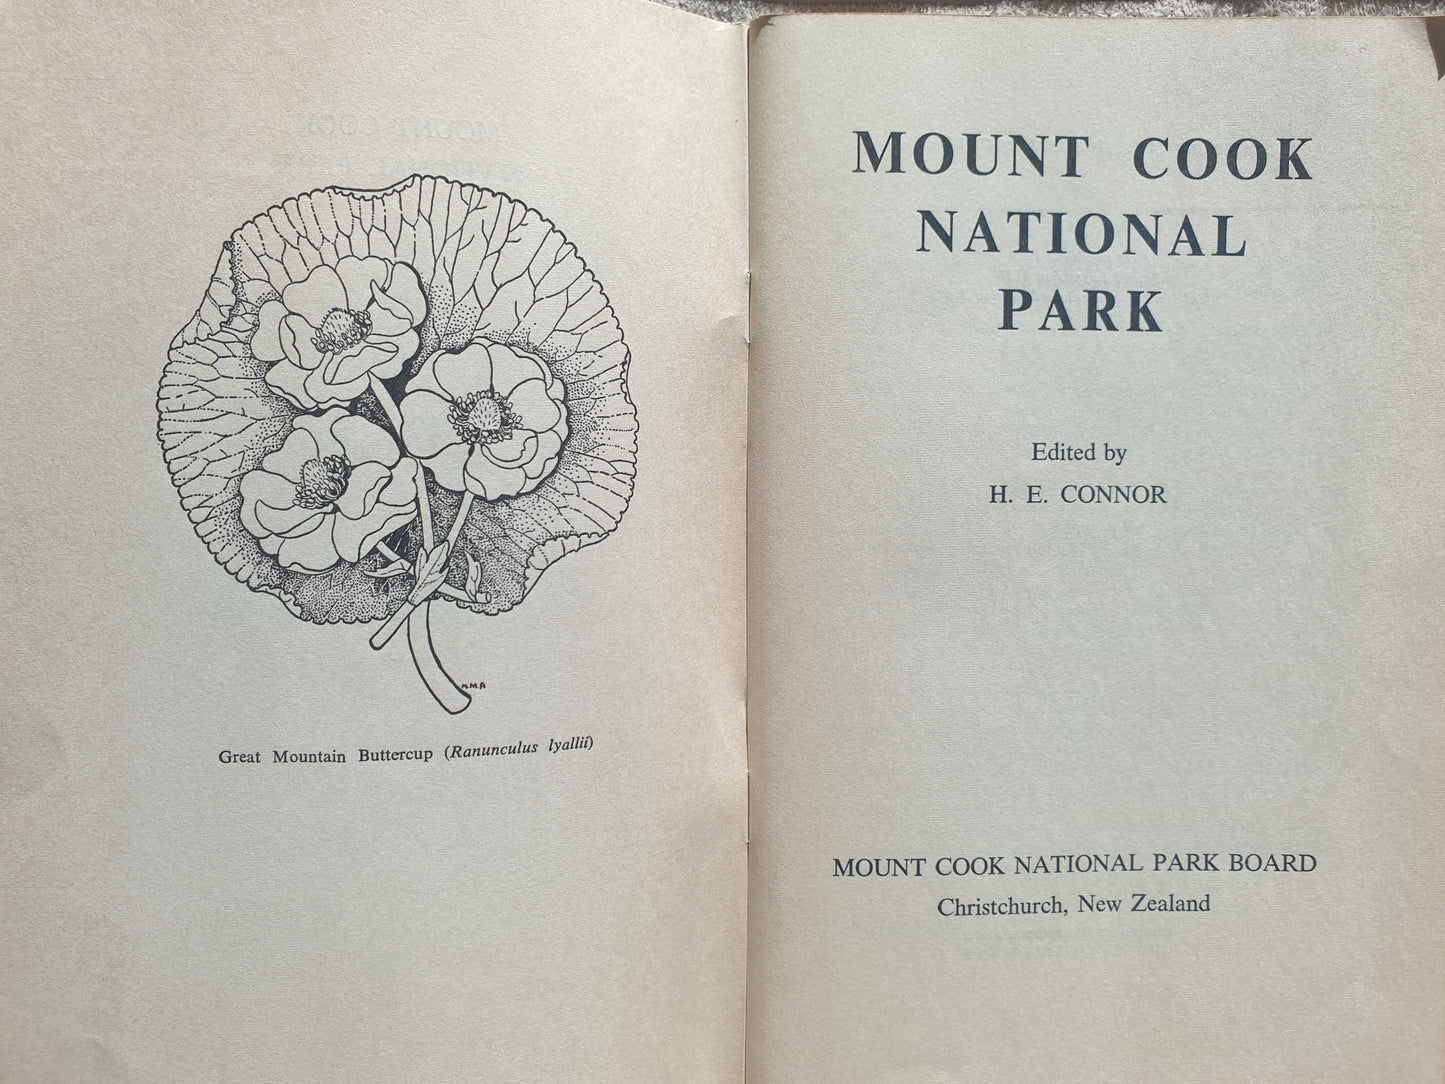 N.M.A
Great Mountain Buttercup (Ranunculus lyallii)
MOUNT COOK
NATIONAL
PARK
Edited by
H. E. CONNOR
MOUNT COOK NATIONAL PARK BOARD
Christchurch, New Zealand